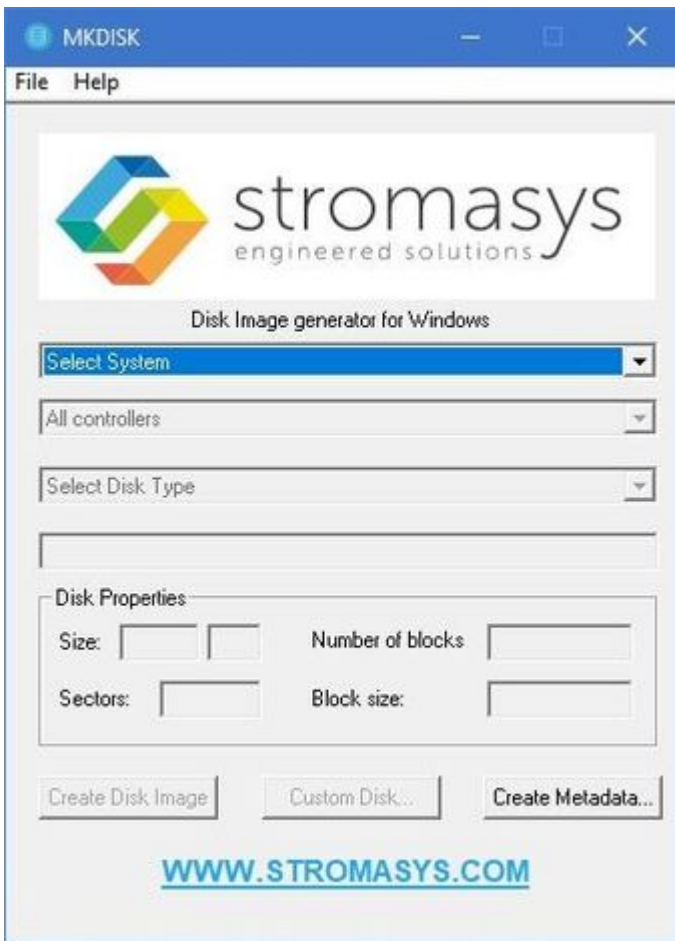 MKDISK
File Help
stromasys
engineered solutions
Disk Image generator for Windows
Select System
All controllers
Select Disk Type
Disk Properties
Size: Number of blocks
Sectors: Block size:
Create Disk Image Custom Disk... Create Metadata...
WWW.STROMASYS.COM